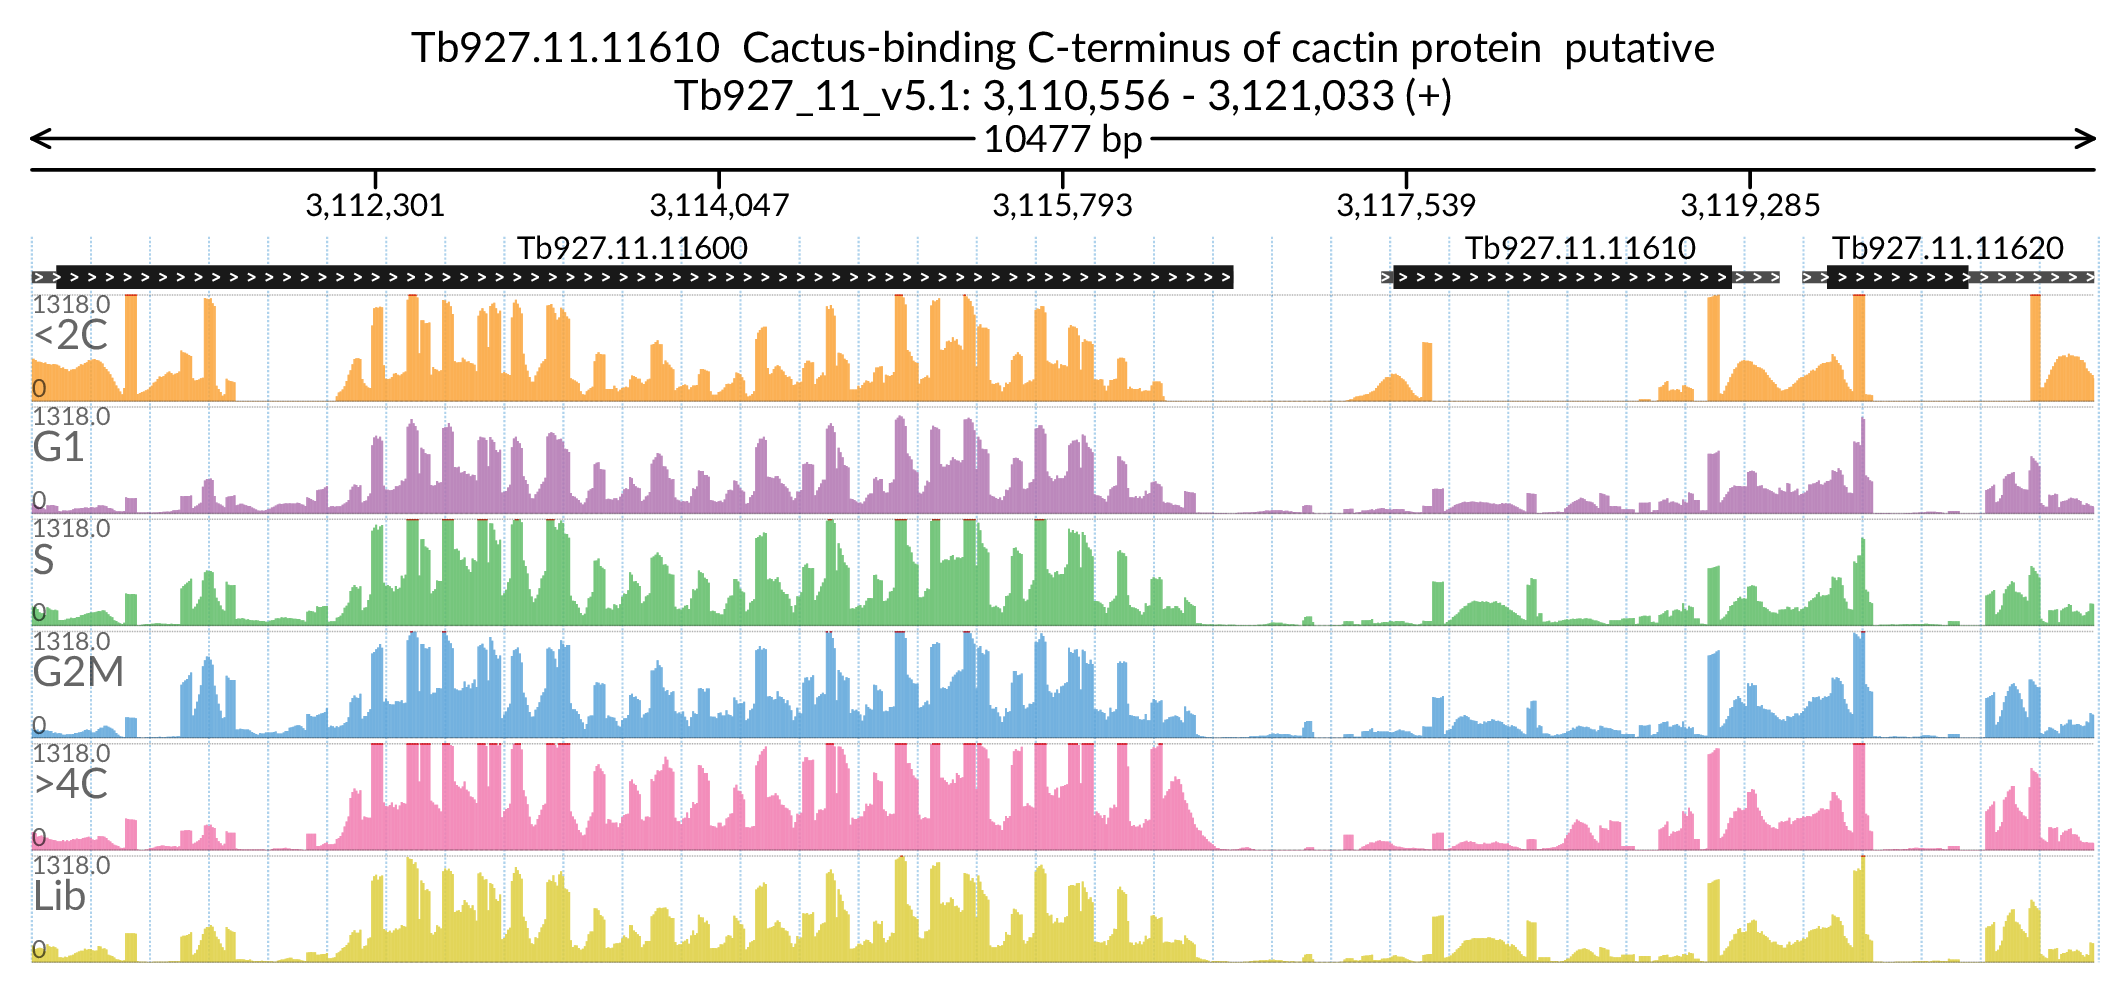 Tb927.11.11610 Cactus-binding C-terminus of cactin protein putative
Tb927_11_v5.1: 3,110,556 - 3,121,033 (+)
10477 bp
3,112,301 3,114,047 3,115,793 3,117,539 3,119,285
Tb927.11.11600 Tb927.11.11610 Tb927.11.11620
1318.0
<2C
0
1318.0
G1
0
1318.0
S
0
1318.0
G2M
0
1318.0
>4C
0
1318.0
Lib
0